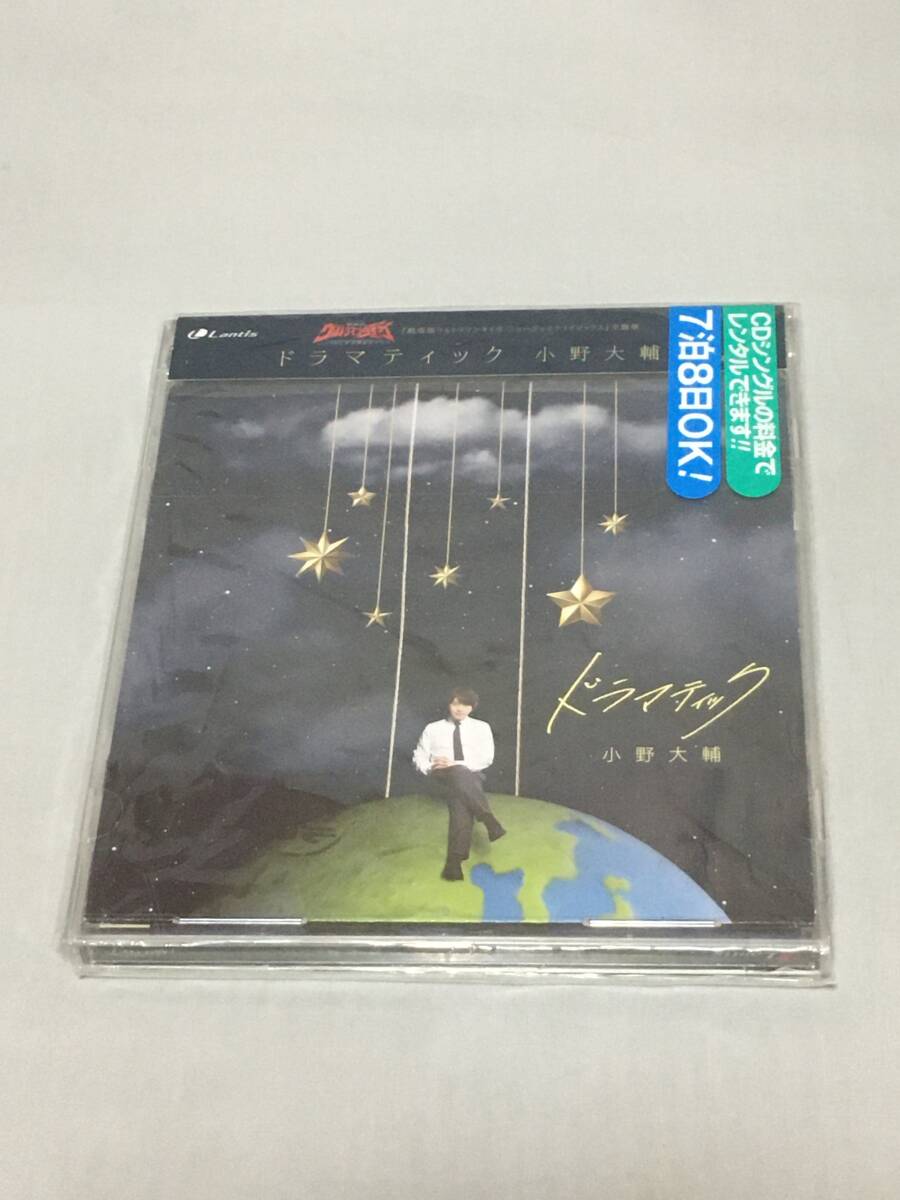 Lantis
ドラマティック 小野大輔
CDシングルの料金で
レンタルできます!!
7泊8日OK!
ドラマティック
小野大輔